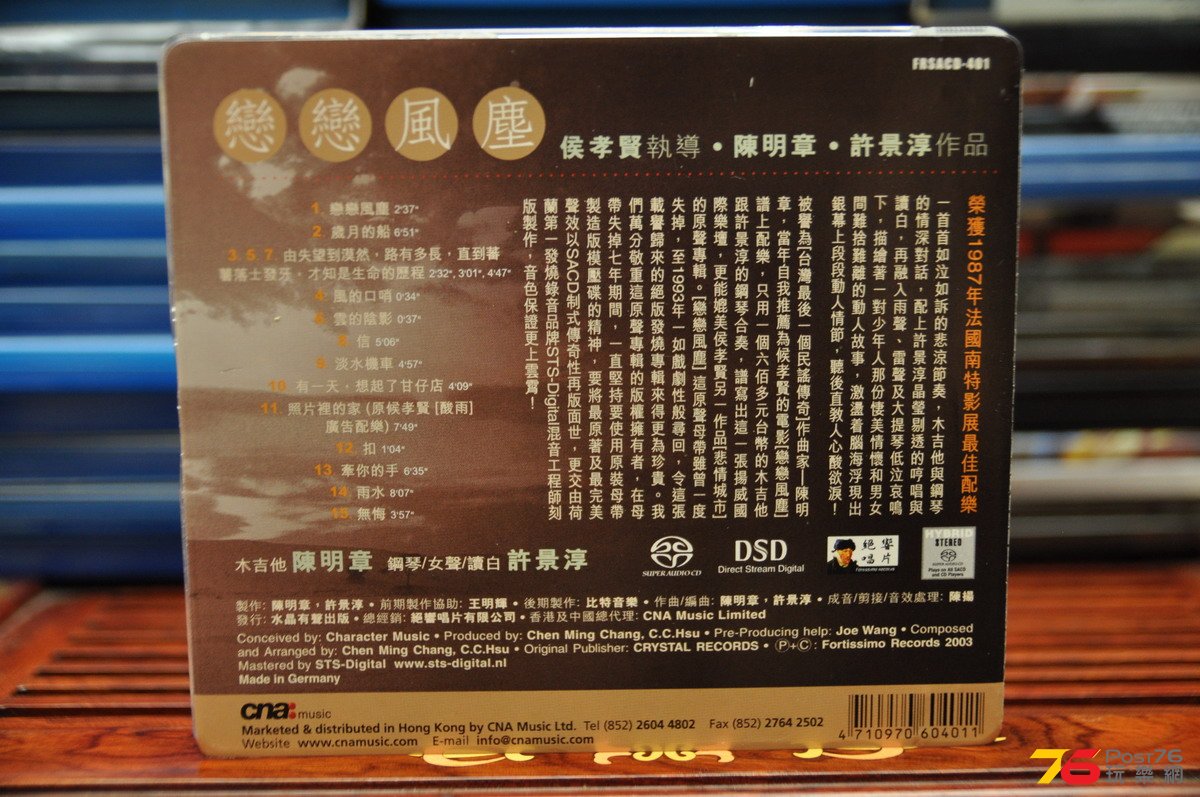 FRSACD-401
戀戀風塵
侯孝賢執導•陳明章•許景淳作品
1. 戀戀風塵 2'37"
2. 歲月的船 6'51"
3. 5. 7. 由失望到漠然,路有多長,直到蕃
薯落土發牙,才知是生命的歷程 2'32", 3'01", 4'47"
4. 風的口哨 0'34"
6. 雲的陰影 0'37"
8. 信 5'06"
9. 淡水機車 4'57"
10. 有一天,想起了甘仔店 4'09"
11. 照片裡的家 (原候孝賢 [酸雨]
廣告配樂) 7'49"
12. 扣 1'04"
13. 牽你的手 6'35"
14. 雨水 8'07"
15. 無悔 3'57"
榮獲1987年法國南特影展最佳配樂
一首首如泣如訴的悲涼節奏,木吉他與鋼琴
的情深對話,配上許景淳晶瑩剔透的哼唱與
讀白,再融入雨聲、雷聲及大提琴低泣哀鳴
下,描繪著一對少年人那份悽美情懷和男女
間難捨難離的動人故事,激盪着腦海浮現出
銀幕上段段動人情節,聽後直教人心酸欲淚!
被譽為[台灣最後一個民謠傳奇]作曲家—陳明
章,當年自我推薦為候孝賢的電影[戀戀風塵]
譜上配樂,只用一個六佰多元台幣的木吉他
跟許景淳的鋼琴合奏,譜寫出這一張揚威國
際樂壇,更能媲美侯孝賢另一作品[悲情城市]
的原聲專輯。[戀戀風塵]這原聲母帶雖曾一度
失掉,至1993年一如戲劇性般尋回,令這張
載譽歸來的絕版發燒專輯來得更為珍貴。我
們萬分敬重這原聲專輯的版權擁有者,在母
帶失掉七年期間,一直堅持要使用原裝母帶
製造版模壓碟的精神,要將最原著及最完美
聲效以SACD制式傳奇性再版面世,更交由荷
蘭第一發燒錄音品牌STS-Digital混音工程師刻
版製作,音色保證更上雲霄!
木吉他 陳明章 鋼琴/女聲/讀白 許景淳
SUPER AUDIO CD
DSD
Direct Stream Digital
絕響
唱片
FORTISSIMO RECORDS
HYBRID
STEREO
SUPER AUDIO CD
Plays on All SACD
and CD Players
製作: 陳明章,許景淳•前期製作協助: 王明輝•後期製作: 比特音樂•作曲/編曲: 陳明章,許景淳•成音/剪接/音效處理: 陳揚
發行: 水晶有聲出版•總經銷: 絕響唱片有限公司•香港及中國總代理: CNA Music Limited
Conceived by: Character Music • Produced by: Chen Ming Chang, C.C.Hsu • Pre-Producing help: Joe Wang • Composed
and Arranged by: Chen Ming Chang, C.C.Hsu • Original Publisher: CRYSTAL RECORDS • Ⓟ+Ⓒ: Fortissimo Records 2003
Mastered by STS-Digital www.sts-digital.nl
Made in Germany
cna:music
Marketed & distributed in Hong Kong by CNA Music Ltd. Tel (852) 2604 4802 Fax (852) 2764 2502
Website www.cnamusic.com E-mail info@cnamusic.com
4 710970 604011
76 Post76
玩樂網